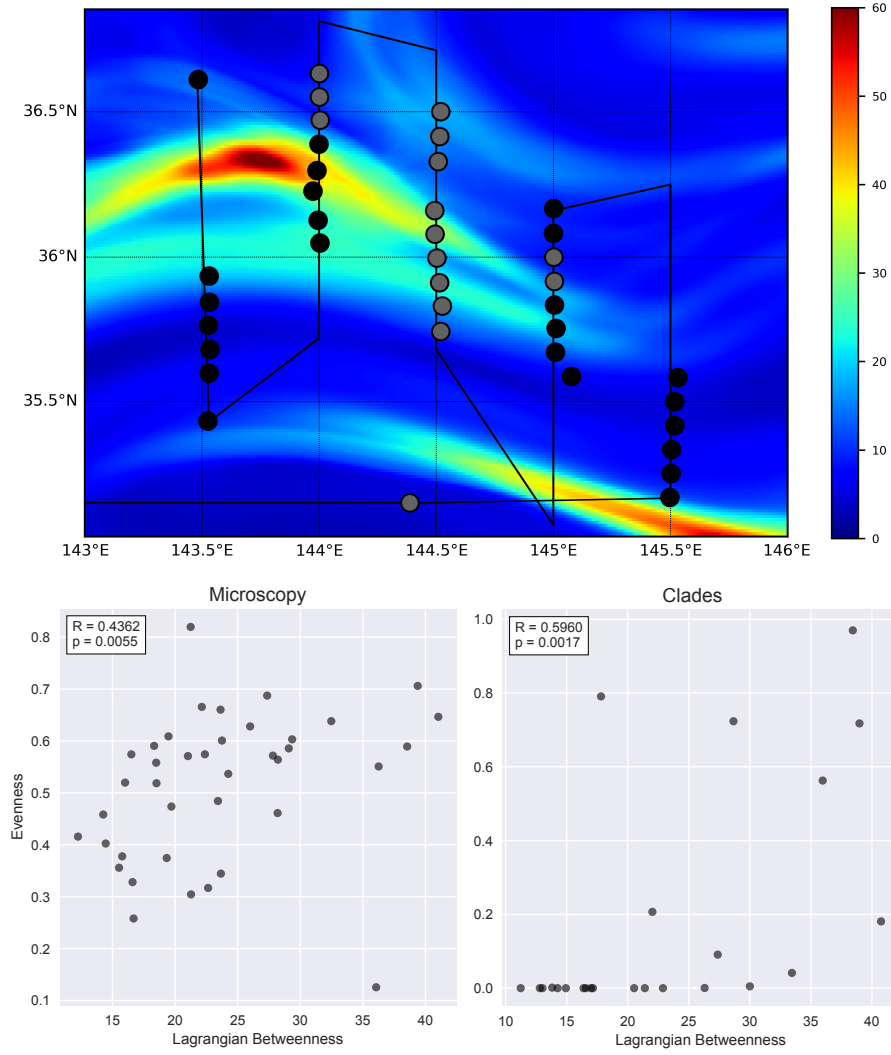 60
50
40
30
20
10
0
36.5°N
36°N
35.5°N
143°E 143.5°E 144°E 144.5°E 145°E 145.5°E 146°E
Microscopy
R = 0.4362
p = 0.0055
0.8
0.7
0.6
0.5
0.4
0.3
0.2
0.1
Evenness
15 20 25 30 35 40
Lagrangian Betweenness
Clades
R = 0.5960
p = 0.0017
1.0
0.8
0.6
0.4
0.2
0.0
10 15 20 25 30 35 40
Lagrangian Betweenness